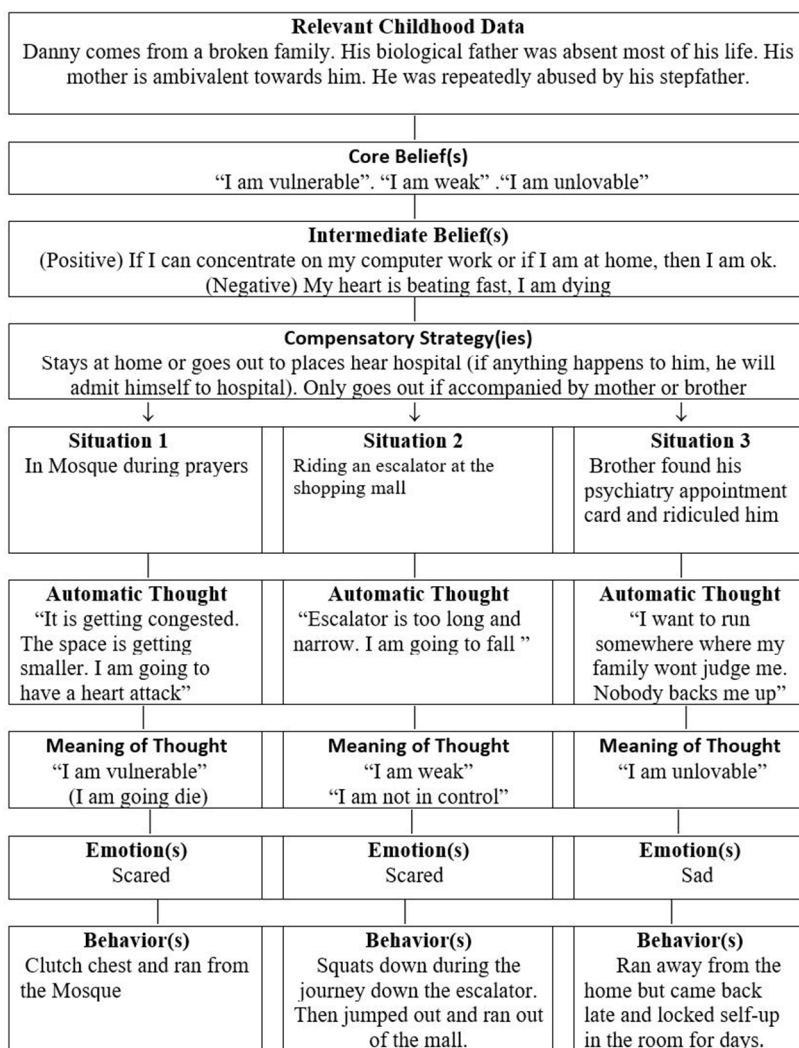 Relevant Childhood Data
Danny comes from a broken family. His biological father was absent most of his life. His
mother is ambivalent towards him. He was repeatedly abused by his stepfather.
Core Belief(s)
“I am vulnerable”. “I am weak” .“I am unlovable”
Intermediate Belief(s)
(Positive) If I can concentrate on my computer work or if I am at home, then I am ok.
(Negative) My heart is beating fast, I am dying
Compensatory Strategy(ies)
Stays at home or goes out to places hear hospital (if anything happens to him, he will
admit himself to hospital). Only goes out if accompanied by mother or brother
Situation 1
In Mosque during prayers
Situation 2
Riding an escalator at the
shopping mall
Situation 3
Brother found his
psychiatry appointment
card and ridiculed him
Automatic Thought
“It is getting congested.
The space is getting
smaller. I am going to
have a heart attack”
Automatic Thought
“Escalator is too long and
narrow. I am going to fall ”
Automatic Thought
“I want to run
somewhere where my
family wont judge me.
Nobody backs me up”
Meaning of Thought
“I am vulnerable”
(I am going die)
Meaning of Thought
“I am weak”
“I am not in control”
Meaning of Thought
“I am unlovable”
Emotion(s)
Scared
Emotion(s)
Scared
Emotion(s)
Sad
Behavior(s)
Clutch chest and ran from
the Mosque
Behavior(s)
Squats down during the
journey down the escalator.
Then jumped out and ran out
of the mall.
Behavior(s)
Ran away from the
home but came back
late and locked self-up
in the room for days.